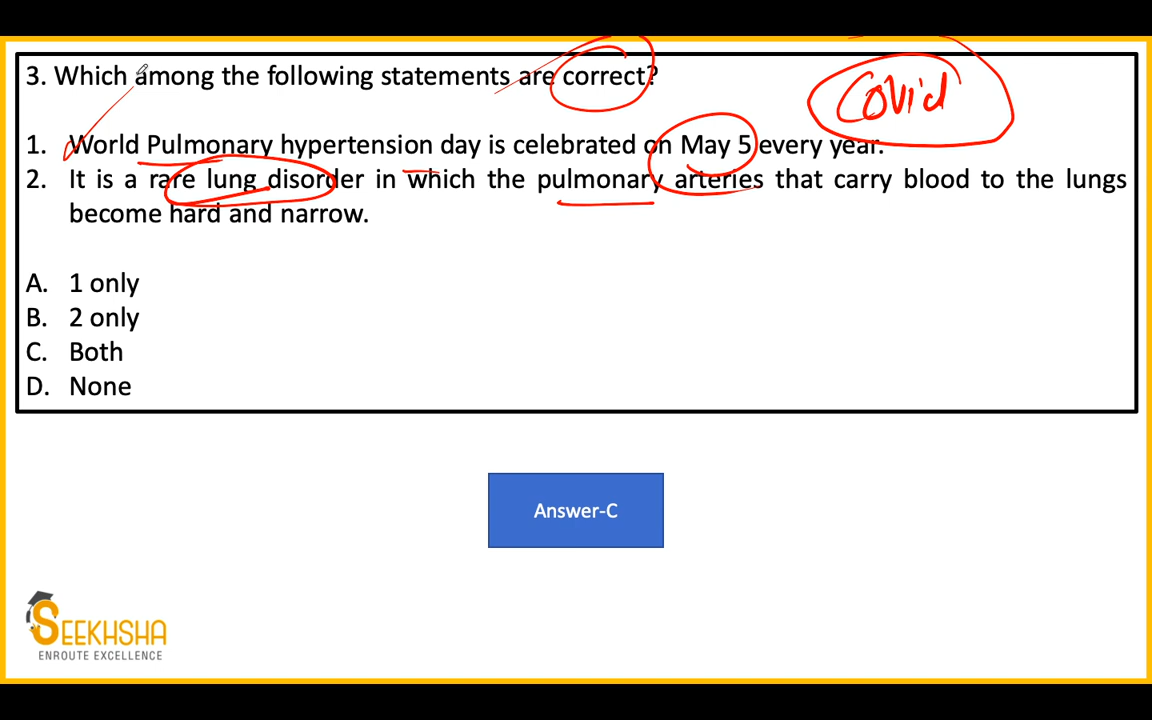 3. Which among the following statements are correct?
Covid
1. World Pulmonary hypertension day is celebrated on May 5 every year.
2. It is a rare lung disorder in which the pulmonary arteries that carry blood to the lungs
become hard and narrow.
A. 1 only
B. 2 only
C. Both
D. None
Answer-C
SEEKHSHA
ENROUTE EXCELLENCE